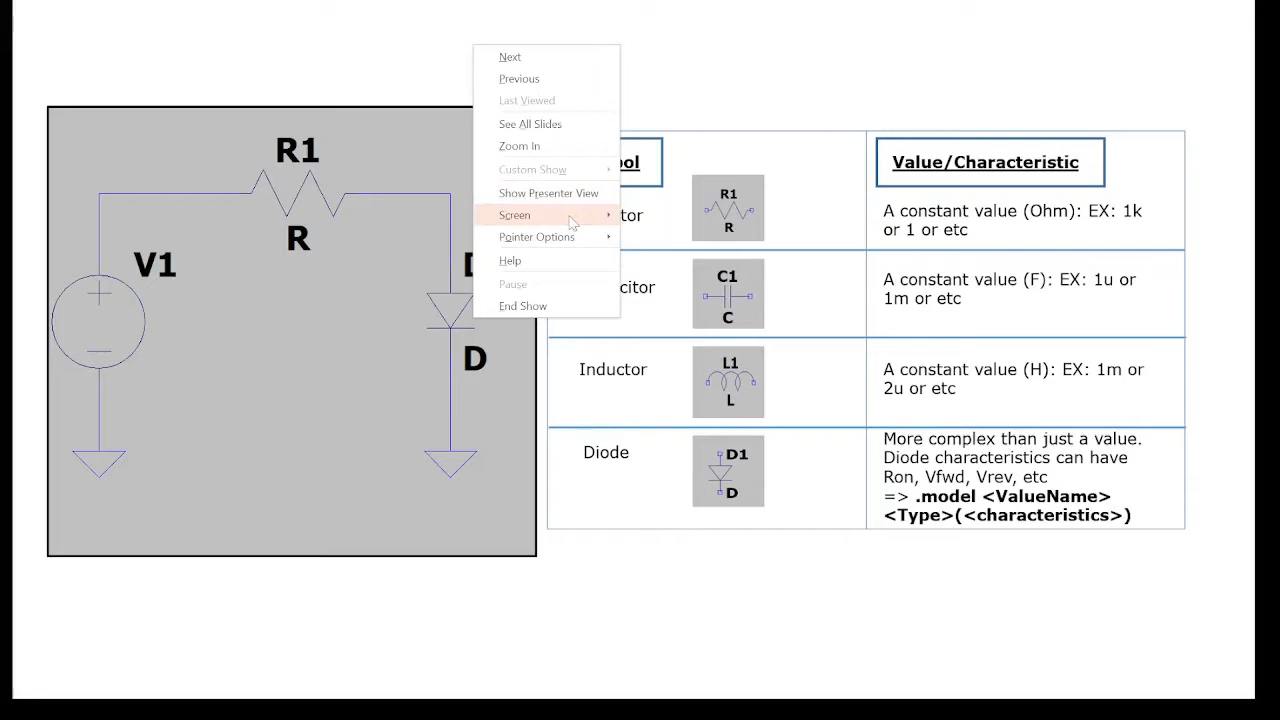 Next
Previous
Last Viewed
See All Slides
Zoom In
Custom Show
Show Presenter View
Screen
Pointer Options
Help
Pause
End Show
R1
R
V1
D
Value/Characteristic
R1
R
A constant value (Ohm): EX: 1k
or 1 or etc
C1
C
A constant value (F): EX: 1u or
1m or etc
Inductor
L1
L
A constant value (H): EX: 1m or
2u or etc
Diode
D1
D
More complex than just a value.
Diode characteristics can have
Ron, Vfwd, Vrev, etc
=> .model <ValueName>
<Type>(<characteristics>)